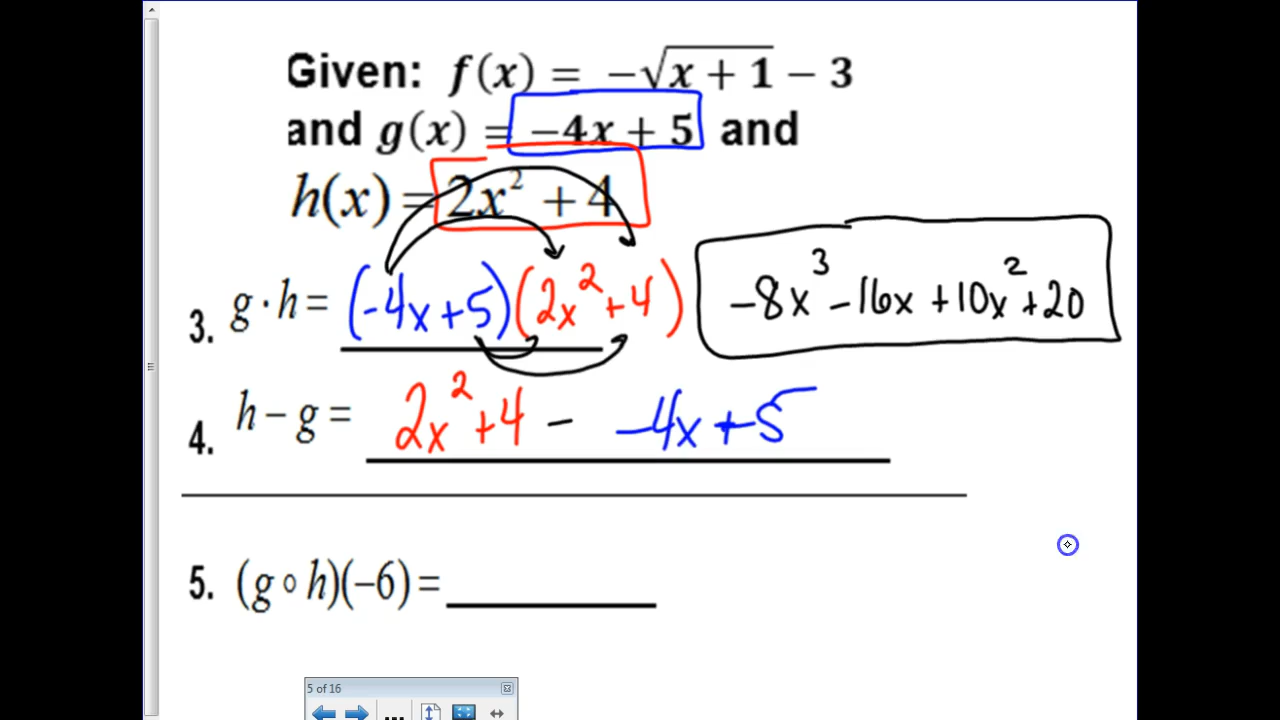 Given: f(x) = −√x + 1 − 3
and g(x) = −4x + 5 and
h(x) = 2x² + 4
3. g · h = (-4x+5)(2x²+4) -8x³ -16x +10x² +20
4. h − g = 2x²+4 - -4x+5
5. (g ∘ h)(−6) =
5 of 16